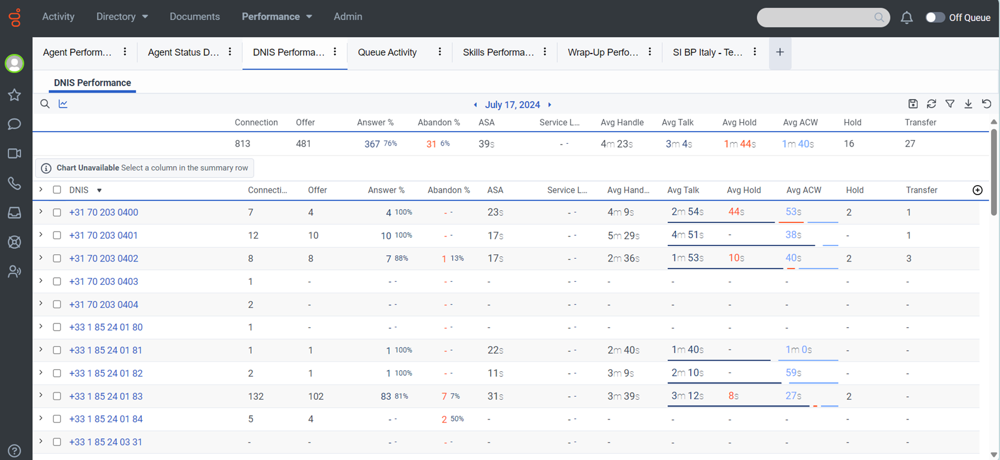 Activity Directory Documents Performance Admin Off Queue
Agent Perform... Agent Status D... DNIS Performa... Queue Activity Skills Performa... Wrap-Up Perfo... SI BP Italy - Te... +
DNIS Performance
July 17, 2024
Connection Offer Answer % Abandon % ASA Service L... Avg Handle Avg Talk Avg Hold Avg ACW Hold Transfer
813 481 367 76% 31 6% 39s - - 4m 23s 3m 4s 1m 44s 1m 40s 16 27
Chart Unavailable Select a column in the summary row
DNIS Connecti... Offer Answer % Abandon % ASA Service L... Avg Hand... Avg Talk Avg Hold Avg ACW Hold Transfer
+31 70 203 0400 7 4 4 100% - - 23s - - 4m 9s 2m 54s 44s 53s 2 1
+31 70 203 0401 12 10 10 100% - - 17s - - 5m 29s 4m 51s - 38s - 1
+31 70 203 0402 8 8 7 88% 1 13% 17s - - 2m 36s 1m 53s 10s 40s 2 3
+31 70 203 0403 1 - - - - - - - - - - - - - -
+31 70 203 0404 2 - - - - - - - - - - - - - -
+33 1 85 24 01 80 1 - - - - - - - - - - - - - -
+33 1 85 24 01 81 1 1 1 100% - - 22s - - 2m 40s 1m 40s - 1m 0s - -
+33 1 85 24 01 82 2 1 1 100% - - 11s - - 3m 9s 2m 10s - 59s - -
+33 1 85 24 01 83 132 102 83 81% 7 7% 31s - - 3m 39s 3m 12s 8s 27s 2 -
+33 1 85 24 01 84 5 4 - - 2 50% - - - - - - - - -
+33 1 85 24 03 31 - - - - - - - - - - - - - - -